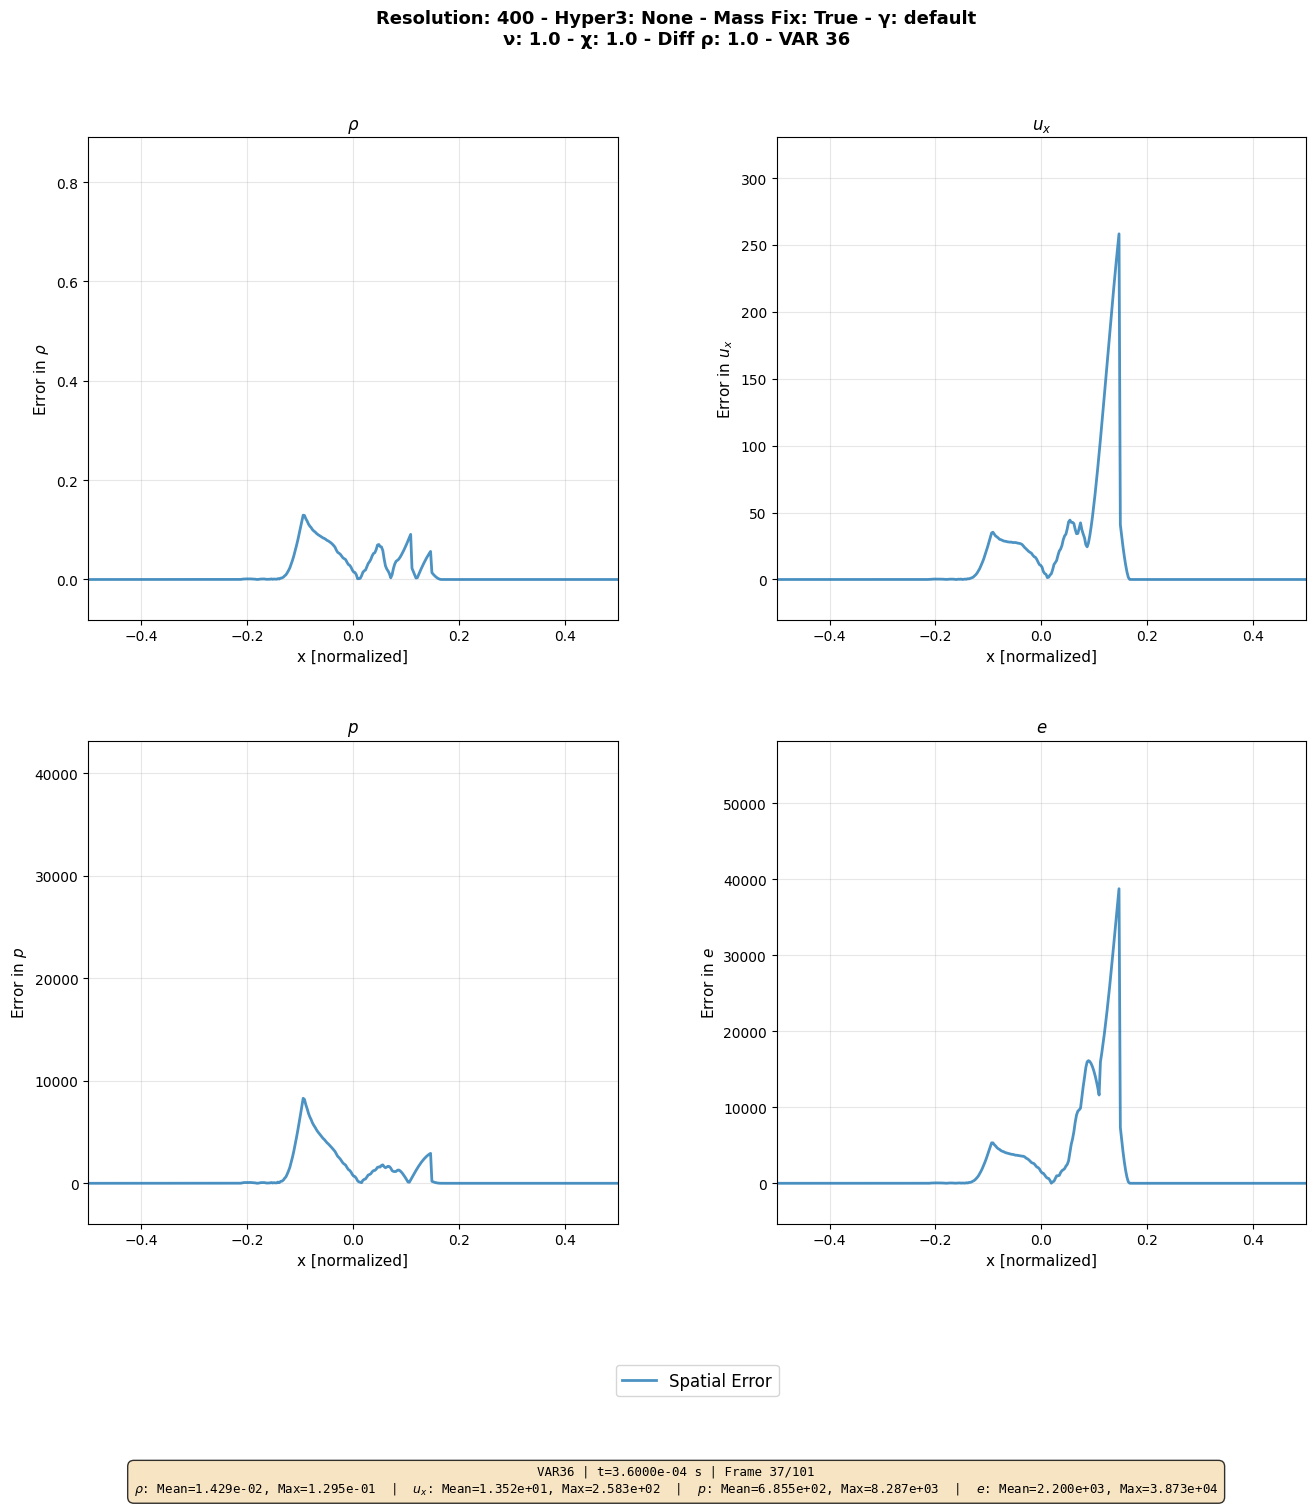 Resolution: 400 - Hyper3: None - Mass Fix: True - γ: default
ν: 1.0 - χ: 1.0 - Diff ρ: 1.0 - VAR 36
ρ
Error in ρ
0.8
0.6
0.4
0.2
0.0
−0.4 −0.2 0.0 0.2 0.4
x [normalized]
u_x
Error in u_x
300
250
200
150
100
50
0
−0.4 −0.2 0.0 0.2 0.4
x [normalized]
p
Error in p
40000
30000
20000
10000
0
−0.4 −0.2 0.0 0.2 0.4
x [normalized]
e
Error in e
50000
40000
30000
20000
10000
0
−0.4 −0.2 0.0 0.2 0.4
x [normalized]
Spatial Error
VAR36 | t=3.6000e-04 s | Frame 37/101
ρ: Mean=1.429e-02, Max=1.295e-01 | u_x: Mean=1.352e+01, Max=2.583e+02 | p: Mean=6.855e+02, Max=8.287e+03 | e: Mean=2.200e+03, Max=3.873e+04